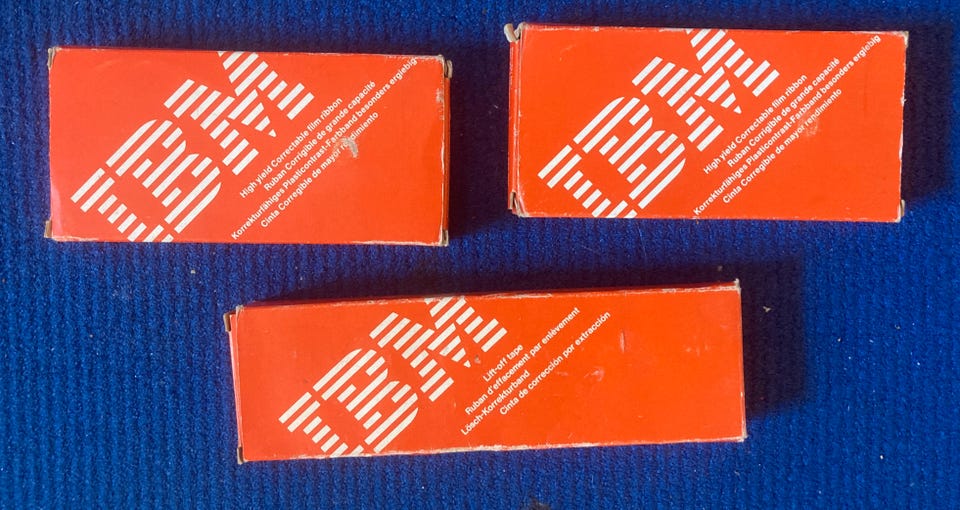 IBM
High yield Correctable film ribbon
Ruban Corrigible de grande capacité
Korrekturfähiges Plasticontrast-Farbband besonders ergiebig
Cinta Corregible de mayor rendimiento
IBM
High yield Correctable film ribbon
Ruban Corrigible de grande capacité
Korrekturfähiges Plasticontrast-Farbband besonders ergiebig
Cinta Corregible de mayor rendimiento
IBM
Lift-off tape
Ruban d'effacement par enlèvement
Lösch-Korrekturband
Cinta de corrección por extracción